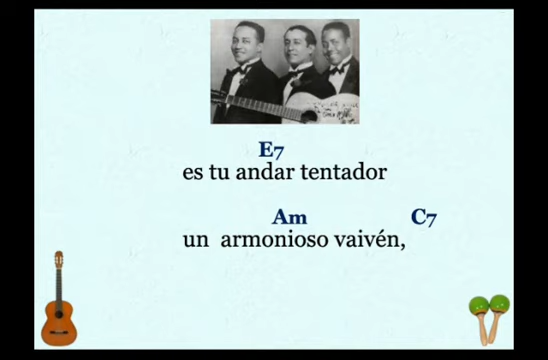 E7
es tu andar tentador
Am C7
un armonioso vaivén,